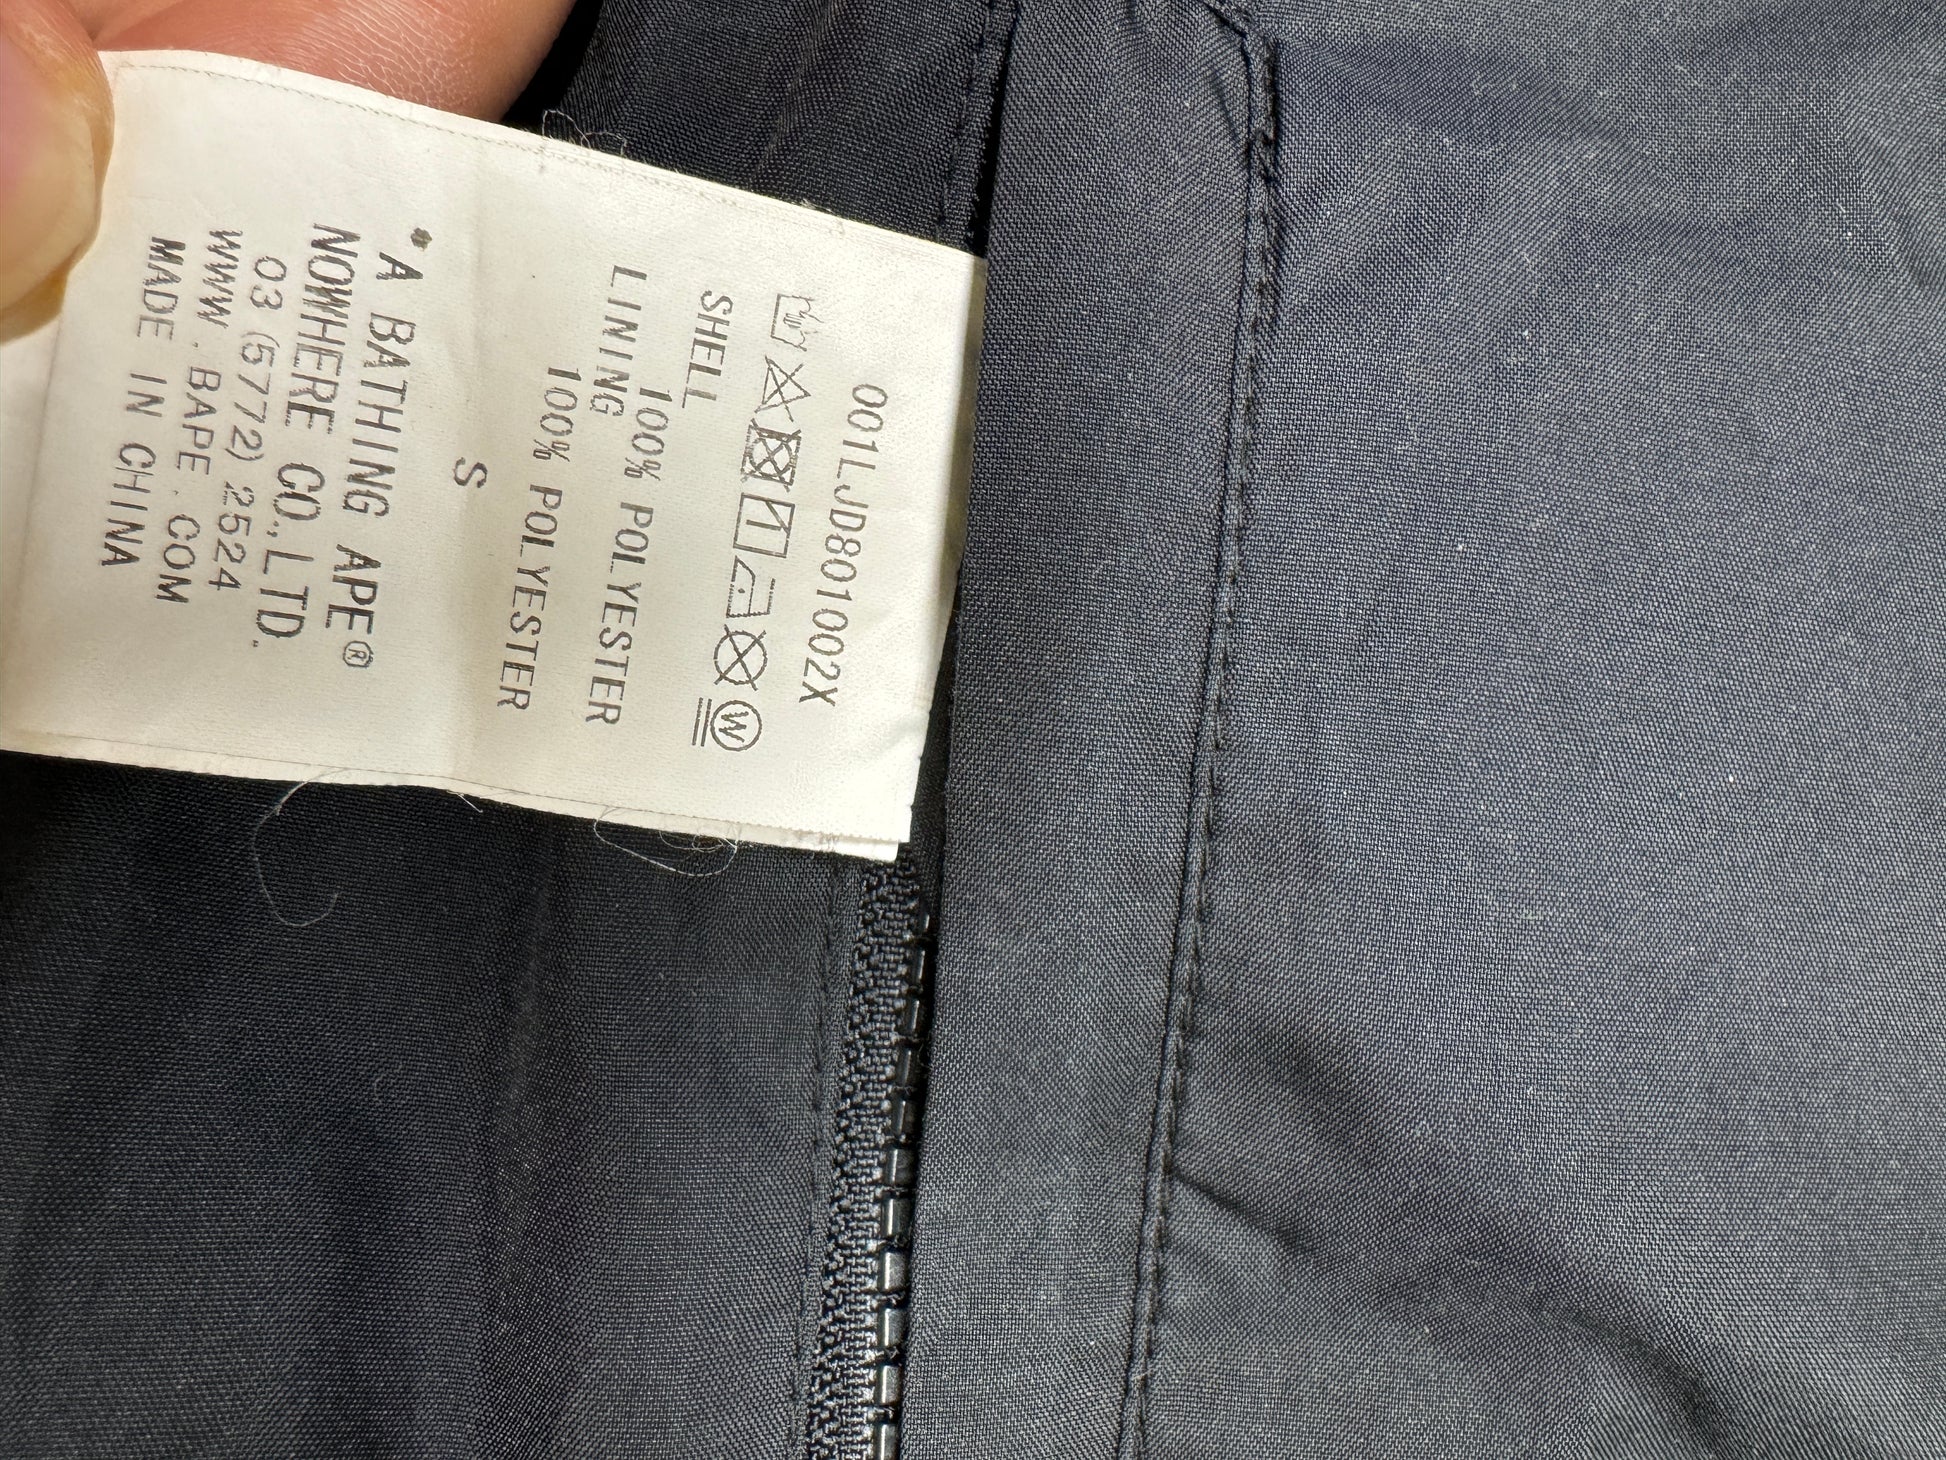 001LJD801002X
W
SHELL
100% POLYESTER
LINING
100% POLYESTER
S
A BATHING APE®
NOWHERE CO., LTD.
03 (5772) 2524
WWW.BAPE.COM
MADE IN CHINA